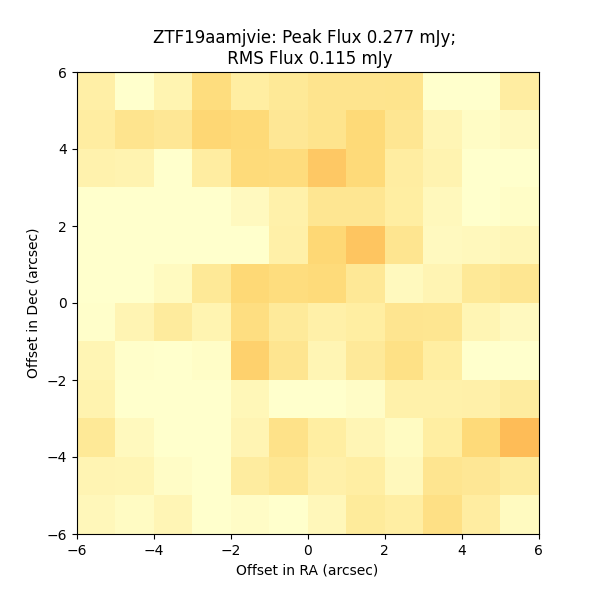 ZTF19aamjvie: Peak Flux 0.277 mJy;
RMS Flux 0.115 mJy
6
4
2
0
−2
−4
−6
Offset in Dec (arcsec)
−6 −4 −2 0 2 4 6
Offset in RA (arcsec)